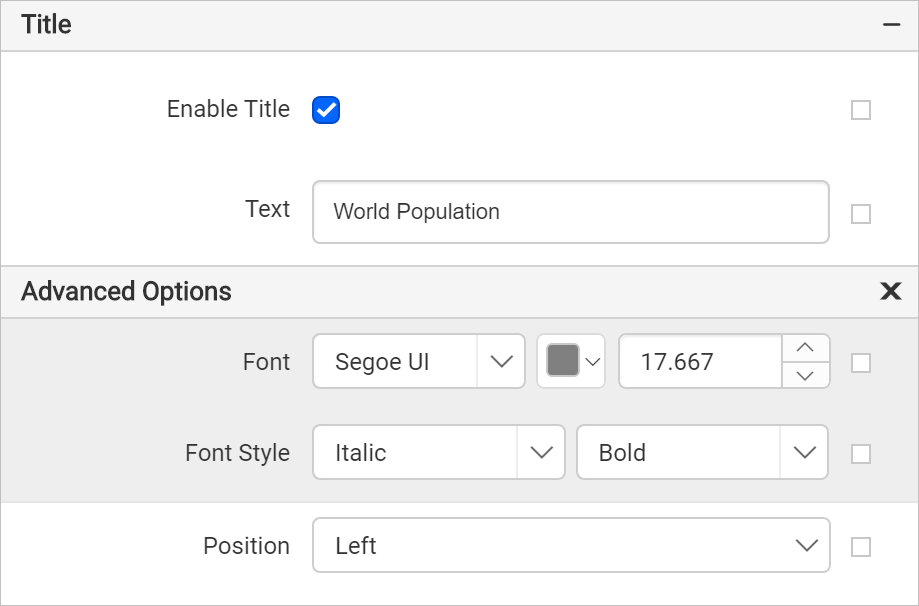 Title
Enable Title
Text World Population
Advanced Options
Font Segoe UI 17.667
Font Style Italic Bold
Position Left